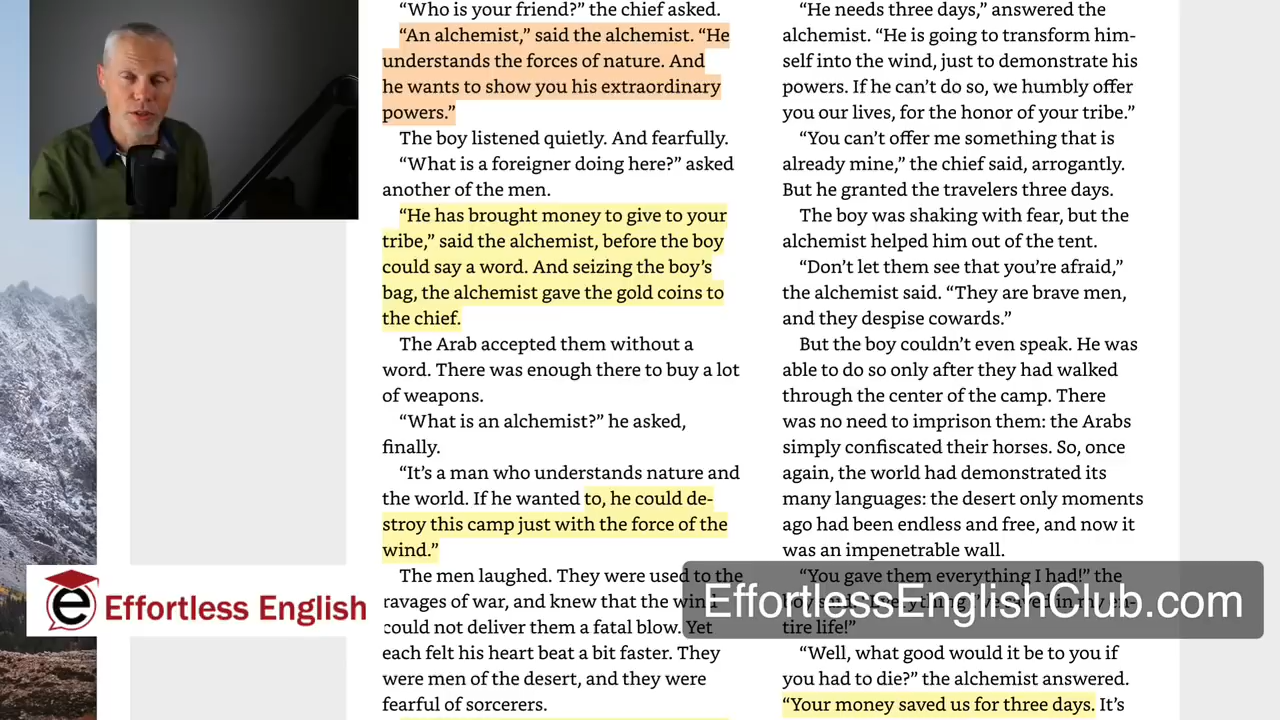 “Who is your friend?” the chief asked.
“An alchemist,” said the alchemist. “He
understands the forces of nature. And
he wants to show you his extraordinary
powers.”
The boy listened quietly. And fearfully.
“What is a foreigner doing here?” asked
another of the men.
“He has brought money to give to your
tribe,” said the alchemist, before the boy
could say a word. And seizing the boy’s
bag, the alchemist gave the gold coins to
the chief.
The Arab accepted them without a
word. There was enough there to buy a lot
of weapons.
“What is an alchemist?” he asked,
finally.
“It’s a man who understands nature and
the world. If he wanted to, he could de-
stroy this camp just with the force of the
wind.”
The men laughed. They were used to the
ravages of war, and knew that the wind
could not deliver them a fatal blow. Yet
each felt his heart beat a bit faster. They
were men of the desert, and they were
fearful of sorcerers.
“He needs three days,” answered the
alchemist. “He is going to transform him-
self into the wind, just to demonstrate his
powers. If he can’t do so, we humbly offer
you our lives, for the honor of your tribe.”
“You can’t offer me something that is
already mine,” the chief said, arrogantly.
But he granted the travelers three days.
The boy was shaking with fear, but the
alchemist helped him out of the tent.
“Don’t let them see that you’re afraid,”
the alchemist said. “They are brave men,
and they despise cowards.”
But the boy couldn’t even speak. He was
able to do so only after they had walked
through the center of the camp. There
was no need to imprison them: the Arabs
simply confiscated their horses. So, once
again, the world had demonstrated its
many languages: the desert only moments
ago had been endless and free, and now it
was an impenetrable wall.
“You gave them everything I had!” the
boy said. “Everything I’ve saved in my en-
tire life!”
“Well, what good would it be to you if
you had to die?” the alchemist answered.
“Your money saved us for three days. It’s
Effortless English
EffortlessEnglishClub.com